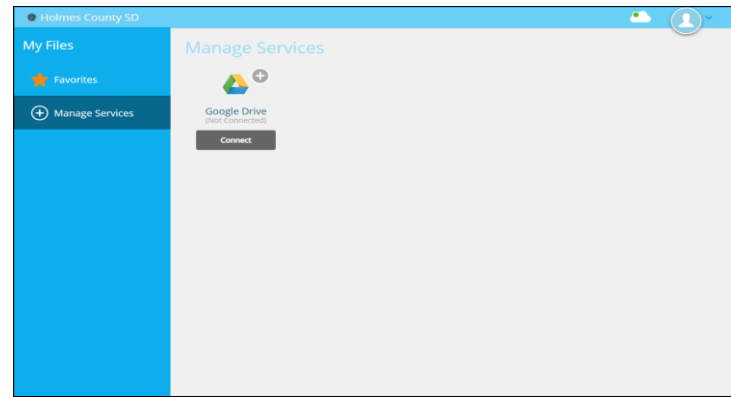 Holmes County SD
My Files
Favorites
Manage Services
Manage Services
Google Drive
(Not Connected)
Connect